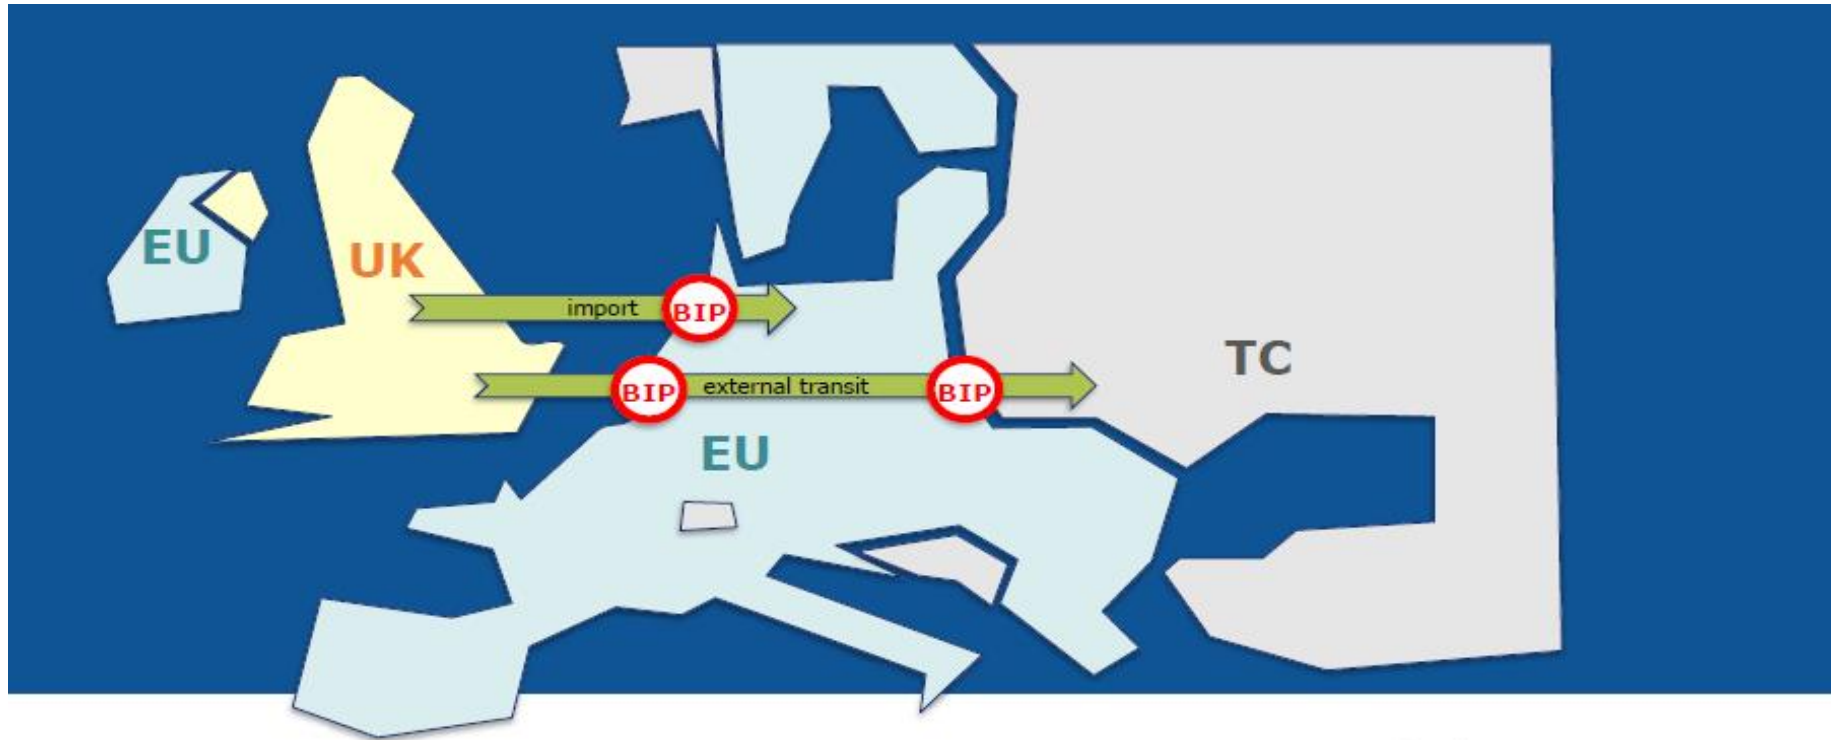 EU
UK
import
BIP
BIP
external transit
BIP
TC
EU